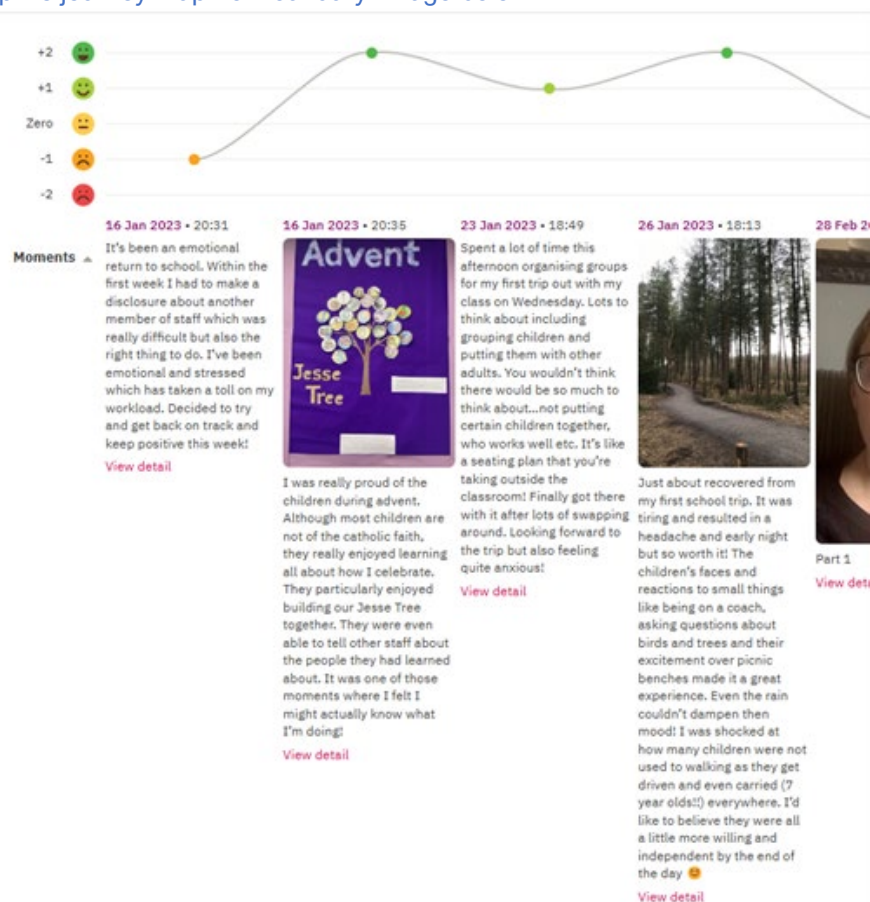 +2
+1
Zero
-1
-2
Moments
16 Jan 2023 • 20:31
It's been an emotional
return to school. Within the
first week I had to make a
disclosure about another
member of staff which was
really difficult but also the
right thing to do. I've been
emotional and stressed
which has taken a toll on my
workload. Decided to try
and get back on track and
keep positive this week!
View detail
16 Jan 2023 • 20:35
Advent
Jesse
Tree
I was really proud of the
children during advent.
Although most children are
not of the catholic faith,
they really enjoyed learning
all about how I celebrate.
They particularly enjoyed
building our Jesse Tree
together. They were even
able to tell other staff about
the people they had learned
about. It was one of those
moments where I felt I
might actually know what
I'm doing!
View detail
23 Jan 2023 • 18:49
Spent a lot of time this
afternoon organising groups
for my first trip out with my
class on Wednesday. Lots to
think about including
grouping children and
putting them with other
adults. You wouldn't think
there would be so much to
think about...not putting
certain children together,
who works well etc. It's like
a seating plan that you're
taking outside the
classroom! Finally got there
with it after lots of swapping
around. Looking forward to
the trip but also feeling
quite anxious!
View detail
26 Jan 2023 • 18:13
Just about recovered from
my first school trip. It was
tiring and resulted in a
headache and early night
but so worth it! The
children's faces and
reactions to small things
like being on a coach,
asking questions about
birds and trees and their
excitement over picnic
benches made it a great
experience. Even the rain
couldn't dampen then
mood! I was shocked at
how many children were not
used to walking as they get
driven and even carried (7
year olds!!) everywhere. I'd
like to believe they were all
a little more willing and
independent by the end of
the day 😊
View detail
28 Feb
Part 1
View